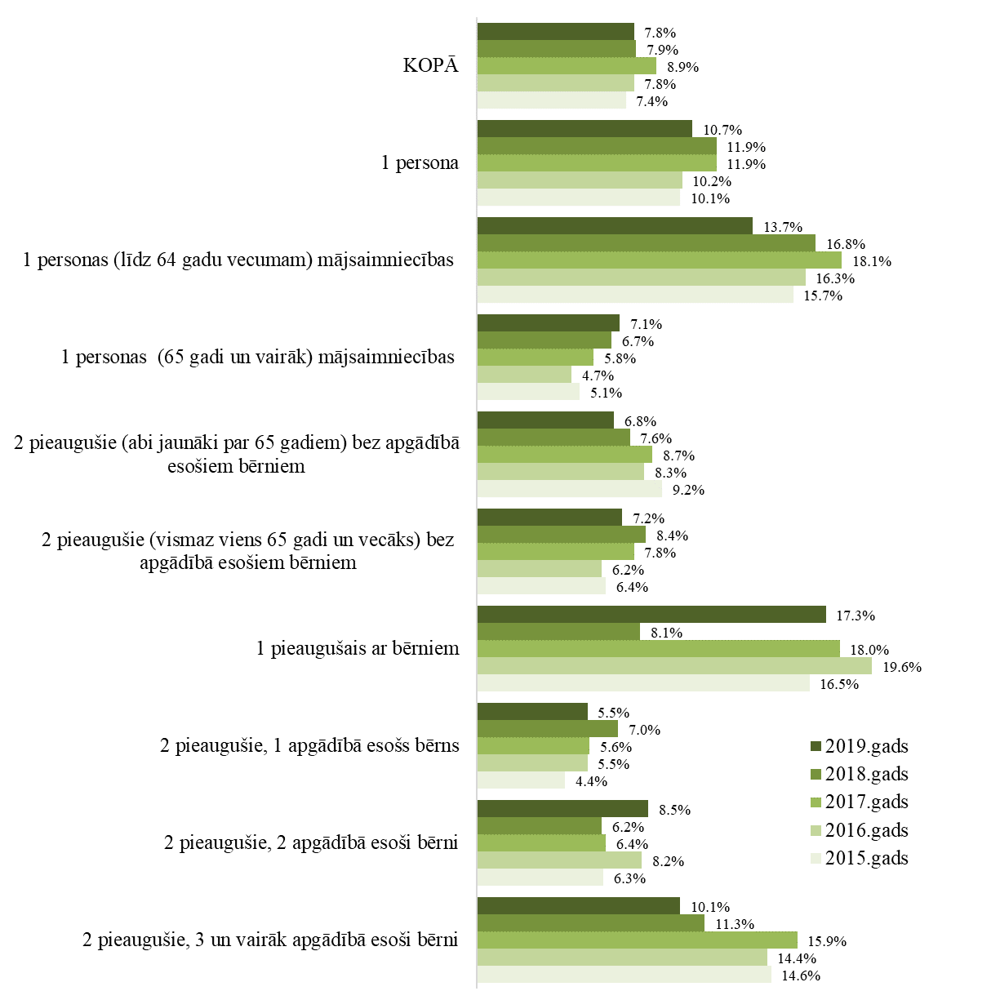 KOPĀ
7.8%
7.9%
8.9%
7.8%
7.4%
1 persona
10.7%
11.9%
11.9%
10.2%
10.1%
1 personas (līdz 64 gadu vecumam) mājsaimniecības
13.7%
16.8%
18.1%
16.3%
15.7%
1 personas (65 gadi un vairāk) mājsaimniecības
7.1%
6.7%
5.8%
4.7%
5.1%
2 pieaugušie (abi jaunāki par 65 gadiem) bez apgādībā
esošiem bērniem
6.8%
7.6%
8.7%
8.3%
9.2%
2 pieaugušie (vismaz viens 65 gadi un vecāks) bez
apgādībā esošiem bērniem
7.2%
8.4%
7.8%
6.2%
6.4%
1 pieaugušais ar bērniem
17.3%
8.1%
18.0%
19.6%
16.5%
2 pieaugušie, 1 apgādībā esošs bērns
5.5%
7.0%
5.6%
5.5%
4.4%
2 pieaugušie, 2 apgādībā esoši bērni
8.5%
6.2%
6.4%
8.2%
6.3%
2 pieaugušie, 3 un vairāk apgādībā esoši bērni
10.1%
11.3%
15.9%
14.4%
14.6%
2019.gads
2018.gads
2017.gads
2016.gads
2015.gads